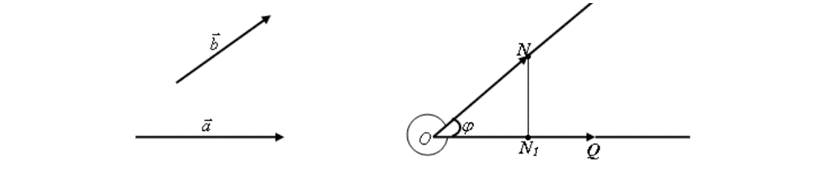 b⃗
a⃗
N
O
φ
N₁
Q